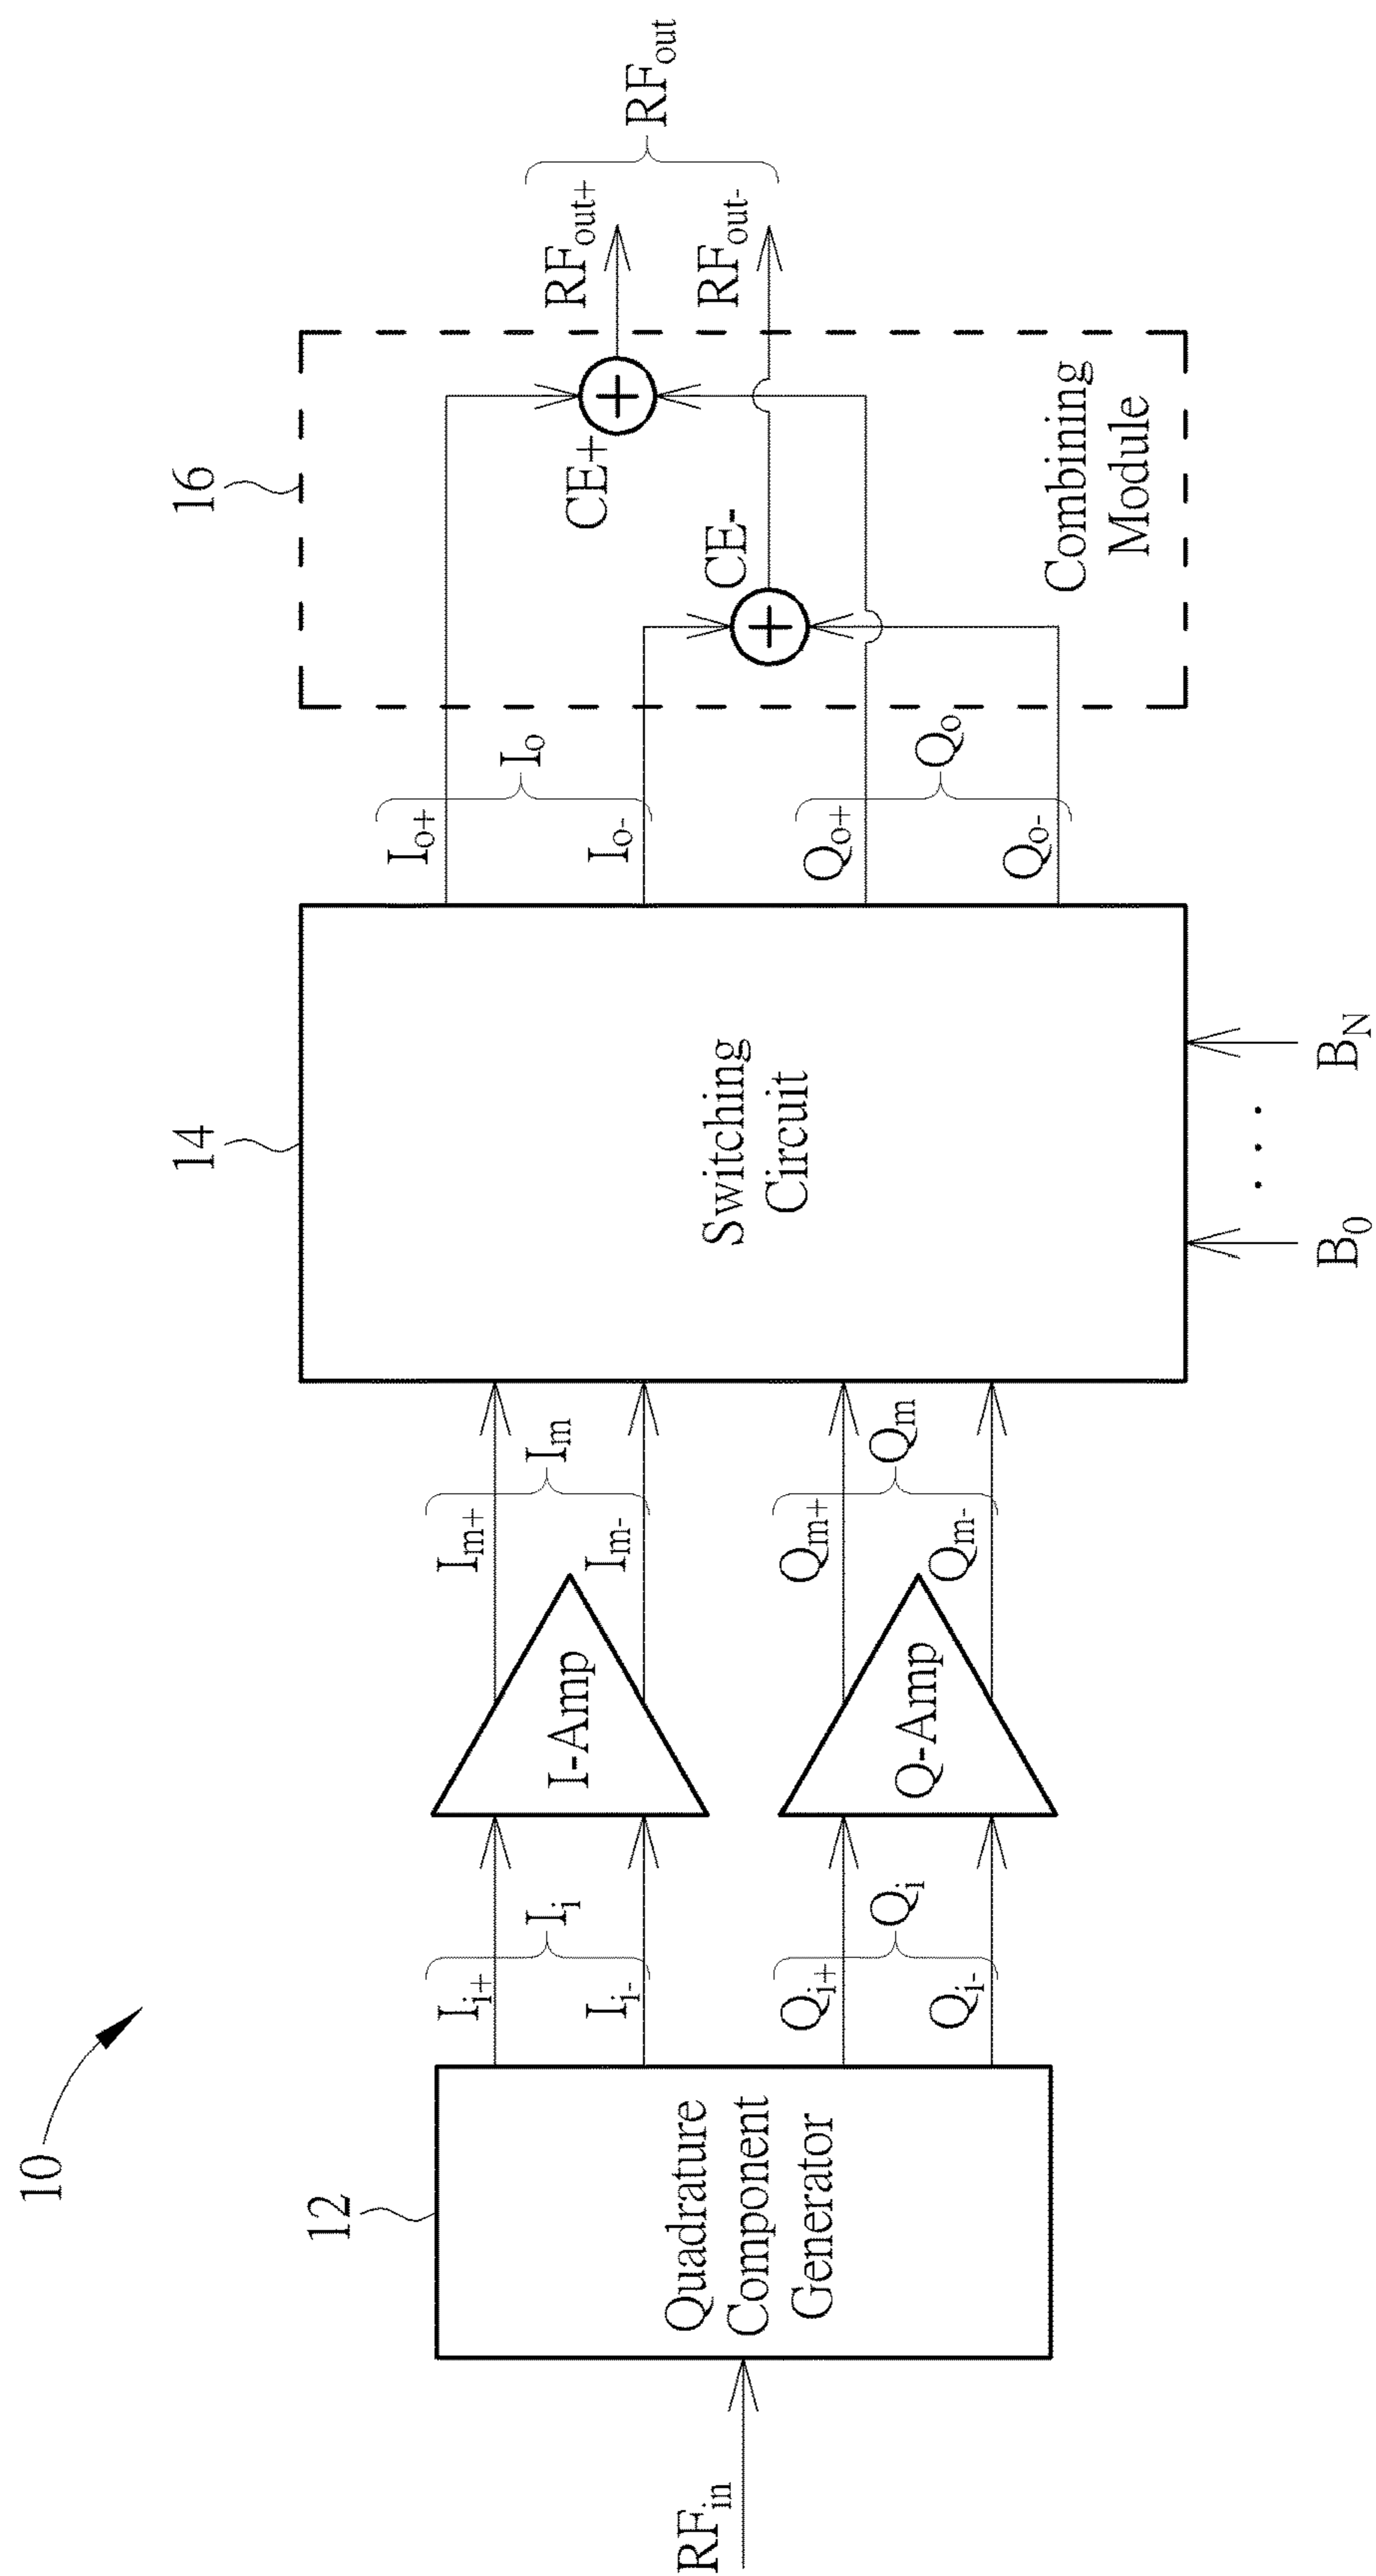 10
12
14
16
RFin
Quadrature
Component
Generator
Ii+
Ii-
Ii
Qi+
Qi-
Qi
I-Amp
Q-Amp
Im+
Im-
Im
Qm+
Qm-
Qm
Switching
Circuit
B0
. . .
BN
Io+
Io-
Io
Qo+
Qo-
Qo
CE+
CE-
Combining
Module
RFout+
RFout-
RFout